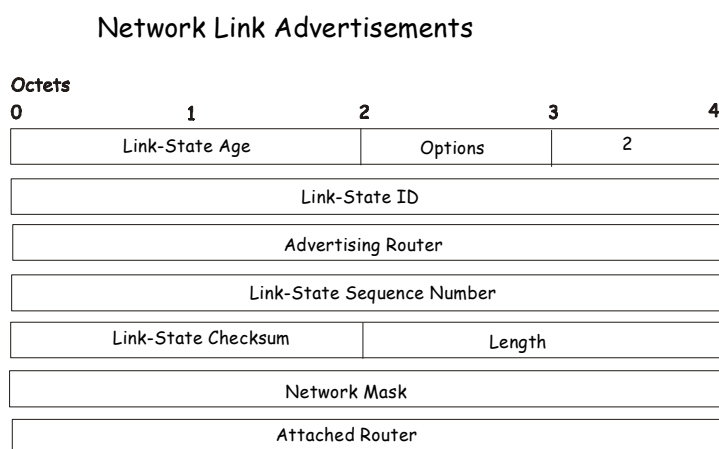 Network Link Advertisements
Octets
0 1 2 3 4
Link-State Age Options 2
Link-State ID
Advertising Router
Link-State Sequence Number
Link-State Checksum Length
Network Mask
Attached Router